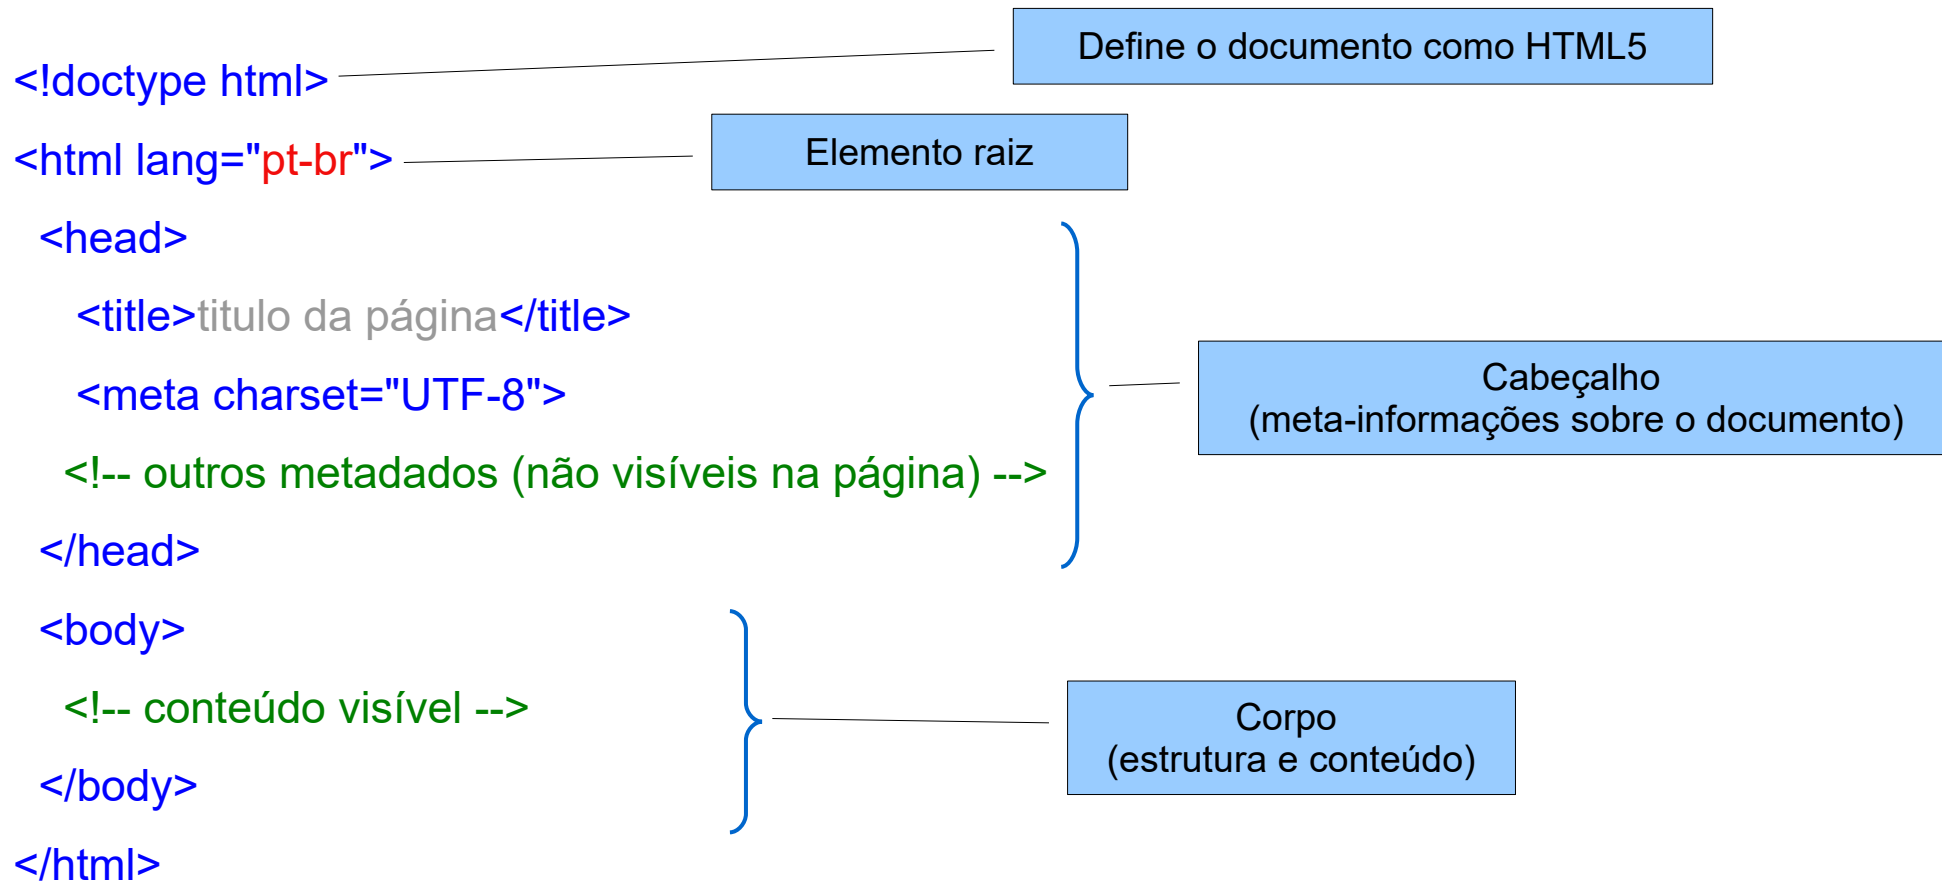 <!doctype html>
Define o documento como HTML5
<html lang="pt-br">
Elemento raiz
<head>
<title>titulo da página</title>
<meta charset="UTF-8">
<!-- outros metadados (não visíveis na página) -->
</head>
Cabeçalho
(meta-informações sobre o documento)
<body>
<!-- conteúdo visível -->
</body>
Corpo
(estrutura e conteúdo)
</html>